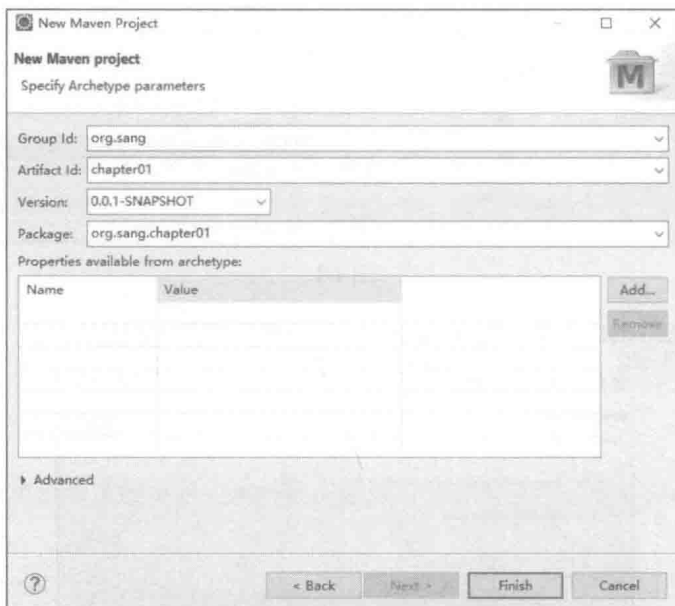 New Maven Project
New Maven project
Specify Archetype parameters
M
Group Id: org.sang
Artifact Id: chapter01
Version: 0.0.1-SNAPSHOT
Package: org.sang.chapter01
Properties available from archetype:
Name Value
Add...
Remove
Advanced
?
< Back Next > Finish Cancel